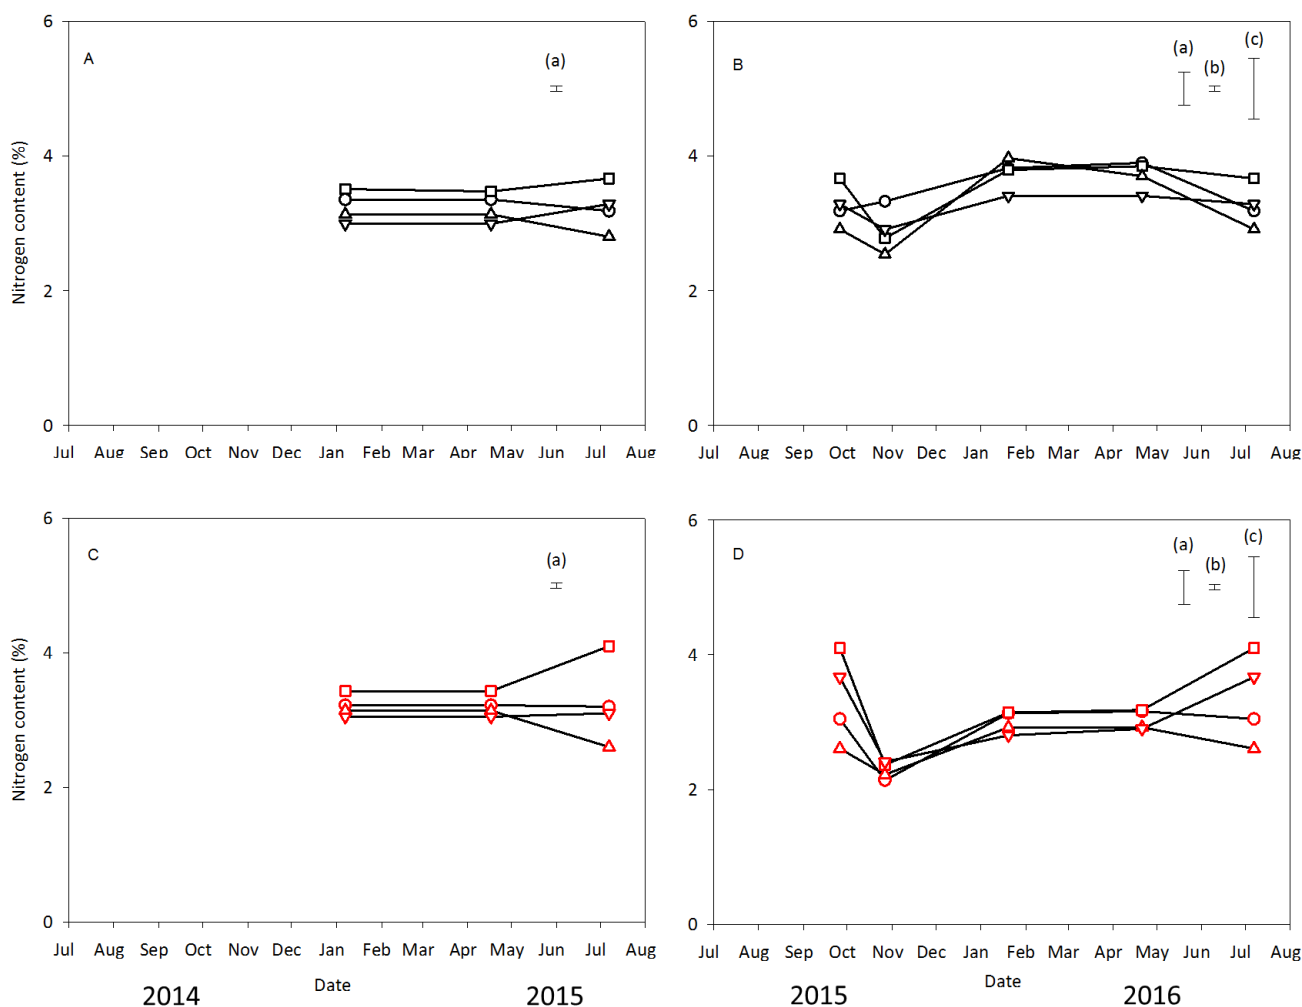 6
A
(a)
4
Nitrogen content (%)
2
0
Jul Aug Sep Oct Nov Dec Jan Feb Mar Apr May Jun Jul Aug
6
B
(a)
(b)
(c)
4
2
0
Jul Aug Sep Oct Nov Dec Jan Feb Mar Apr May Jun Jul Aug
6
C
(a)
4
Nitrogen content (%)
2
0
Jul Aug Sep Oct Nov Dec Jan Feb Mar Apr May Jun Jul Aug
Date
2014 2015
6
D
(a)
(b)
(c)
4
2
0
Jul Aug Sep Oct Nov Dec Jan Feb Mar Apr May Jun Jul Aug
Date
2015 2016